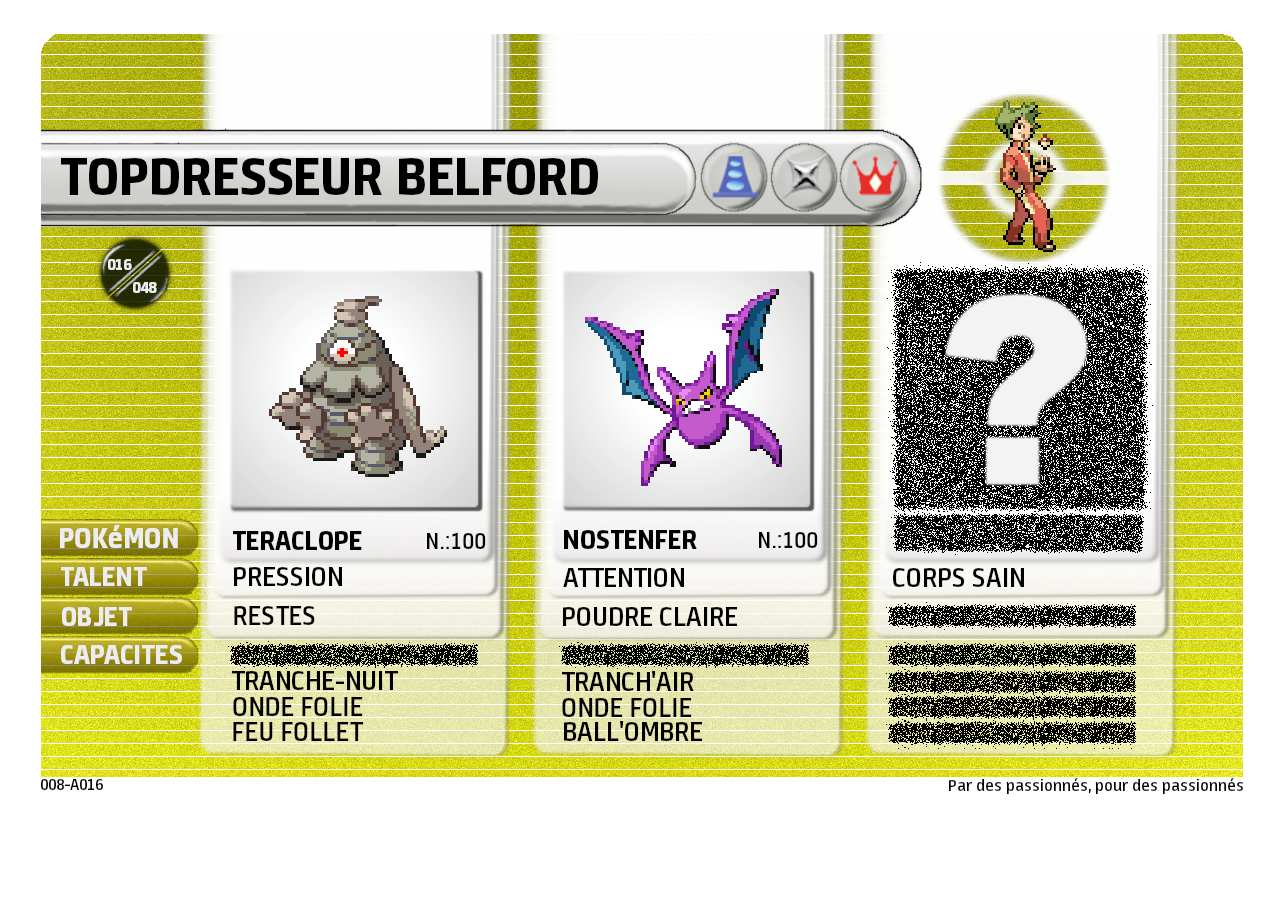 TOPDRESSEUR BELFORD
016
048
?
POKéMON
TERACLOPE N.:100
NOSTENFER N.:100
TALENT
PRESSION
ATTENTION
CORPS SAIN
OBJET
RESTES
POUDRE CLAIRE
CAPACITES
TRANCHE-NUIT
ONDE FOLIE
FEU FOLLET
TRANCH'AIR
ONDE FOLIE
BALL'OMBRE
008-A016
Par des passionnés, pour des passionnés